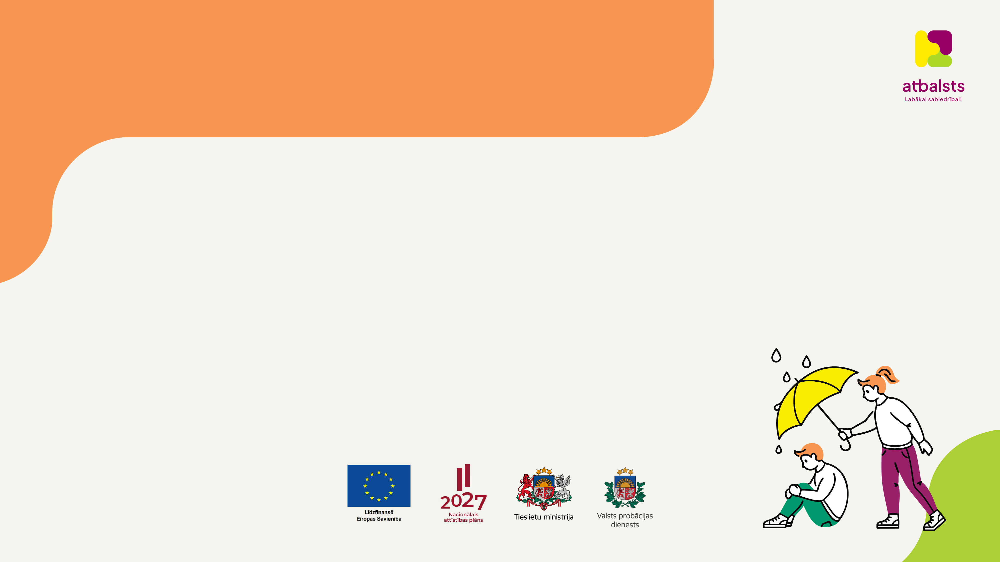 atbalsts
Labākai sabiedrībai!
Līdzfinansē
Eiropas Savienība
2027
Nacionālais
attīstības plāns
Tieslietu ministrija
Valsts probācijas
dienests